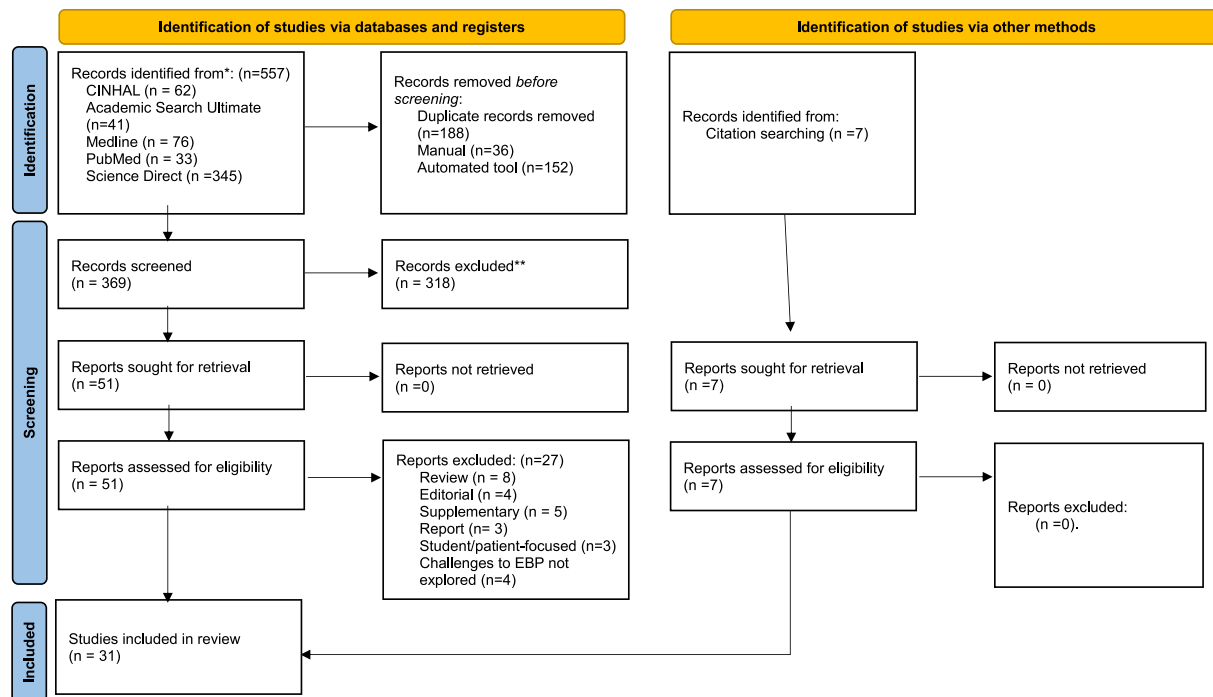 Identification of studies via databases and registers
Identification of studies via other methods
Identification
Records identified from*: (n=557)
CINHAL (n = 62)
Academic Search Ultimate
(n=41)
Medline (n = 76)
PubMed (n = 33)
Science Direct (n =345)
Records removed before
screening:
Duplicate records removed
(n=188)
Manual (n=36)
Automated tool (n=152)
Records identified from:
Citation searching (n =7)
Screening
Records screened
(n = 369)
Records excluded**
(n = 318)
Reports sought for retrieval
(n =51)
Reports not retrieved
(n =0)
Reports sought for retrieval
(n =7)
Reports not retrieved
(n = 0)
Reports assessed for eligibility
(n = 51)
Reports excluded: (n=27)
Review (n = 8)
Editorial (n =4)
Supplementary (n = 5)
Report (n= 3)
Student/patient-focused (n=3)
Challenges to EBP not
explored (n=4)
Reports assessed for eligibility
(n =7)
Reports excluded:
(n =0).
Included
Studies included in review
(n = 31)